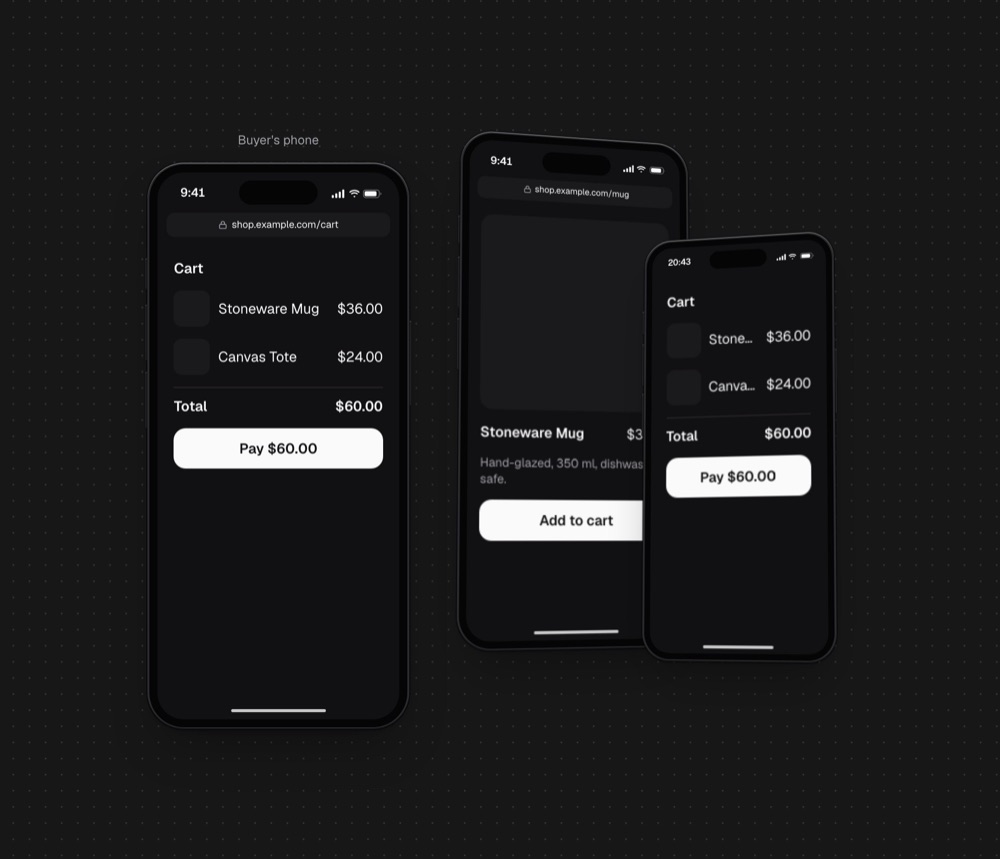 Buyer's phone
9:41
shop.example.com/cart
Cart
Stoneware Mug $36.00
Canvas Tote $24.00
Total $60.00
Pay $60.00
9:41
shop.example.com/mug
Stoneware Mug $3
Hand-glazed, 350 ml, dishwas
safe.
Add to cart
20:43
Cart
Stone... $36.00
Canva... $24.00
Total $60.00
Pay $60.00